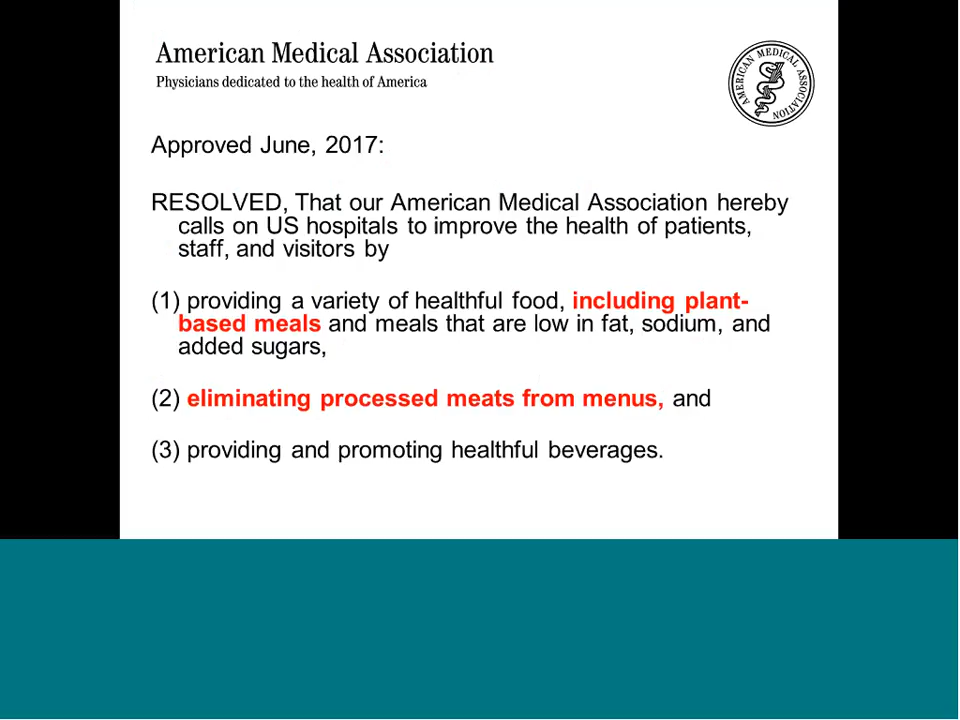 American Medical Association
Physicians dedicated to the health of America
AMERICAN MEDICAL ASSOCIATION
Approved June, 2017:
RESOLVED, That our American Medical Association hereby
calls on US hospitals to improve the health of patients,
staff, and visitors by
(1) providing a variety of healthful food, including plant-
based meals and meals that are low in fat, sodium, and
added sugars,
(2) eliminating processed meats from menus, and
(3) providing and promoting healthful beverages.